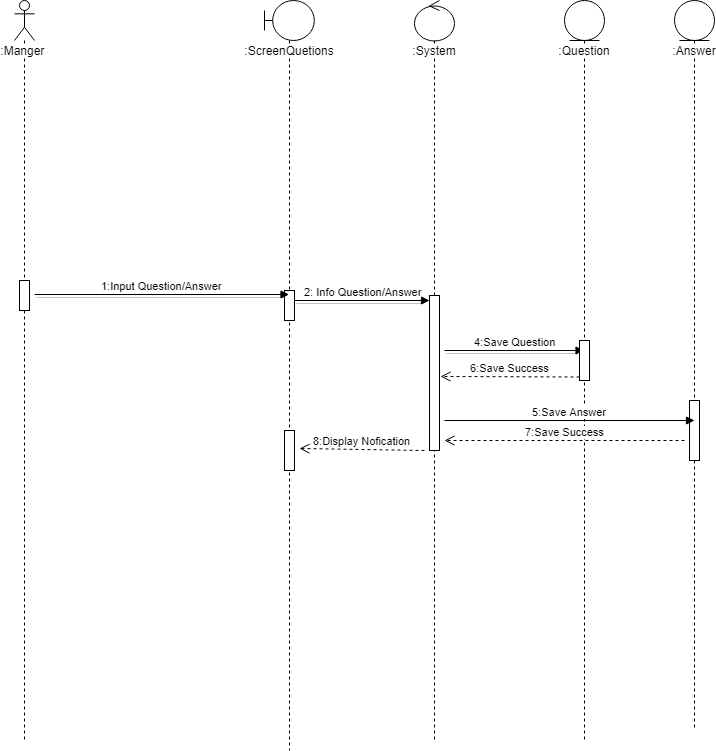 :Manger
:ScreenQuetions
:System
:Question
:Answer
1:Input Question/Answer
2: Info Question/Answer
4:Save Question
6:Save Success
5:Save Answer
7:Save Success
8:Display Nofication